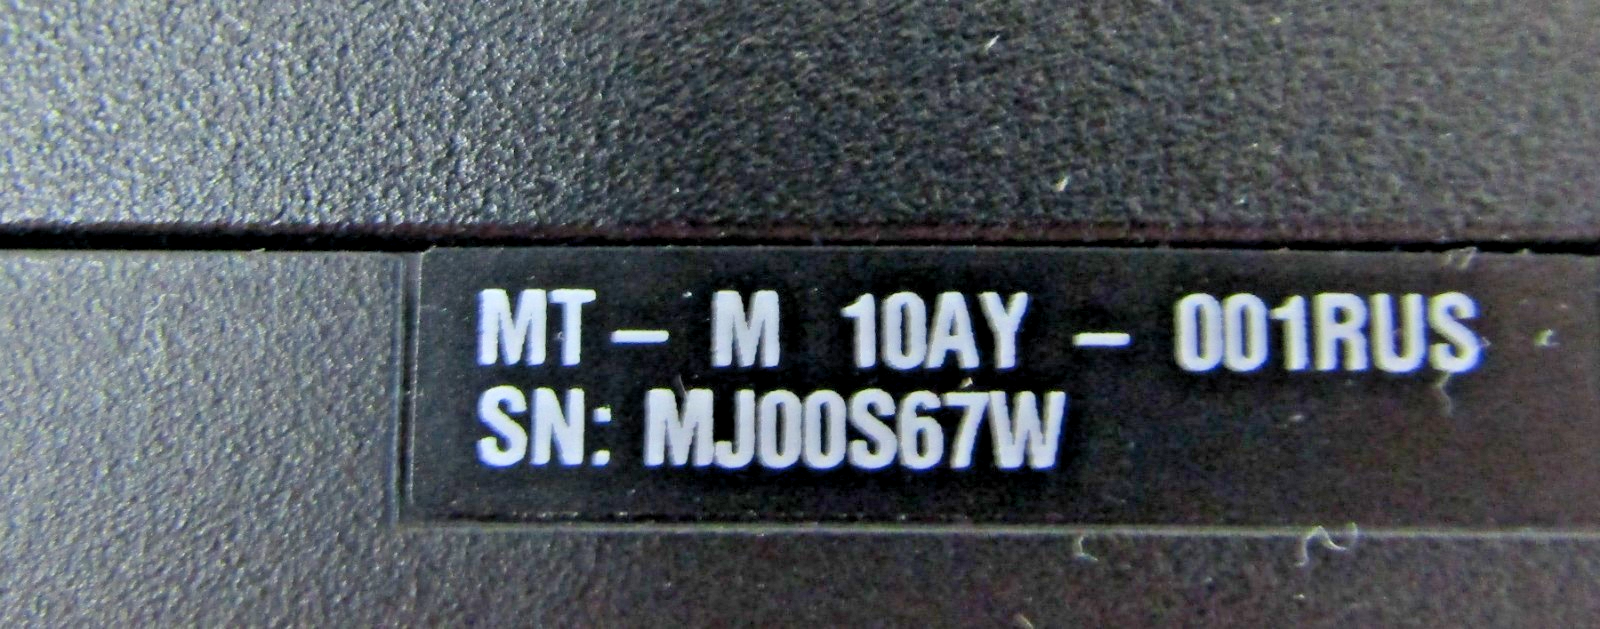 MT - M 10AY - 001RUS
SN: MJ00S67W